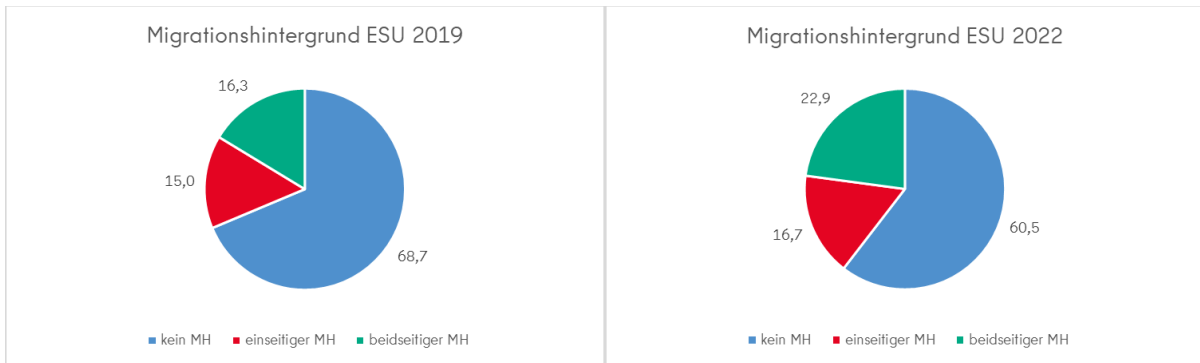 Migrationshintergrund ESU 2019
16,3
15,0
68,7
kein MH einseitiger MH beidseitiger MH
Migrationshintergrund ESU 2022
22,9
16,7
60,5
kein MH einseitiger MH beidseitiger MH